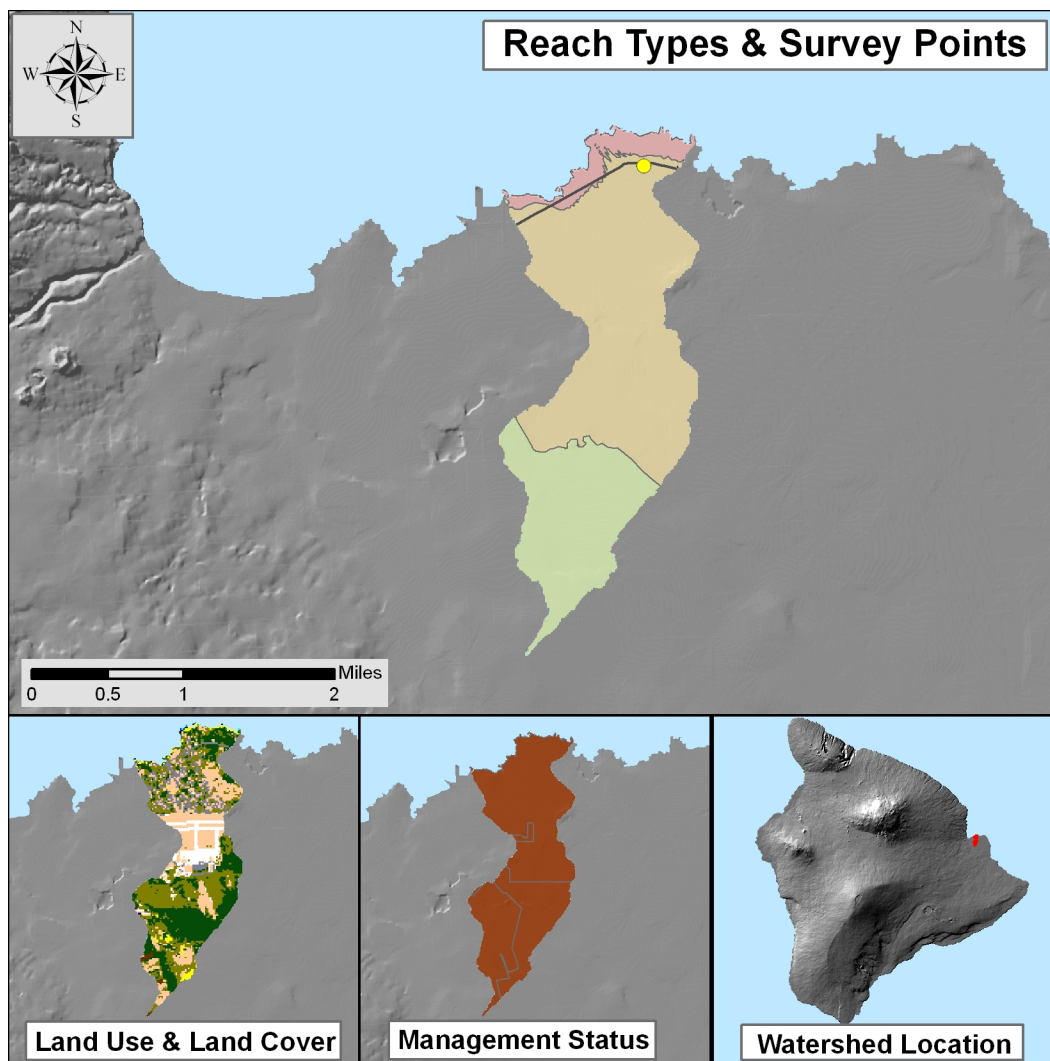 Reach Types & Survey Points
N
W E
S
Miles
0 0.5 1 2
Land Use & Land Cover
Management Status
Watershed Location